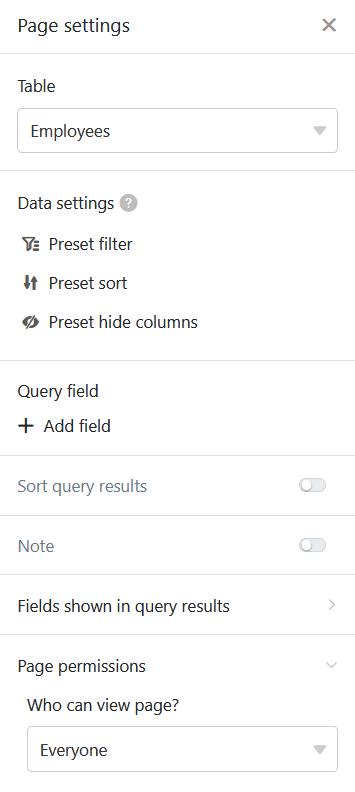 Page settings
Table
Employees
Data settings ?
Preset filter
Preset sort
Preset hide columns
Query field
Add field
Sort query results
Note
Fields shown in query results
Page permissions
Who can view page?
Everyone